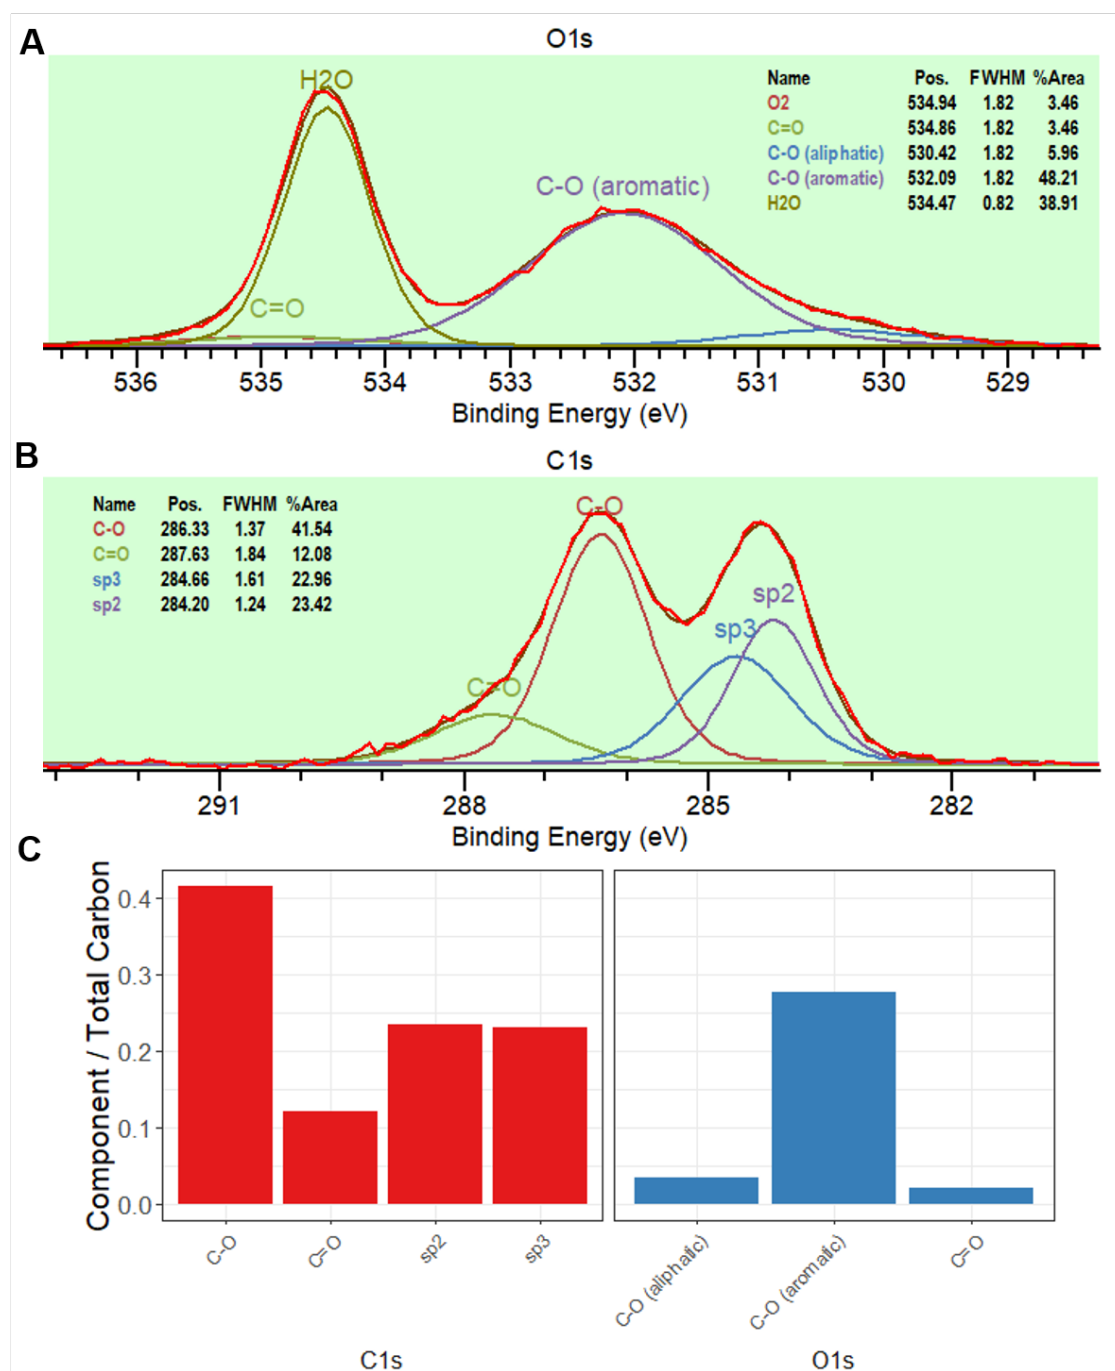 A
O1s
H2O
C=O
C-O (aromatic)
Name Pos. FWHM %Area
O2 534.94 1.82 3.46
C=O 534.86 1.82 3.46
C-O (aliphatic) 530.42 1.82 5.96
C-O (aromatic) 532.09 1.82 48.21
H2O 534.47 0.82 38.91
536 535 534 533 532 531 530 529
Binding Energy (eV)
B
C1s
Name Pos. FWHM %Area
C-O 286.33 1.37 41.54
C=O 287.63 1.84 12.08
sp3 284.66 1.61 22.96
sp2 284.20 1.24 23.42
C-O
C=O
sp3
sp2
291 288 285 282
Binding Energy (eV)
C
Component / Total Carbon
0.4
0.3
0.2
0.1
0.0
C-O
C=O
sp2
sp3
C-O (aliphatic)
C-O (aromatic)
C=O
C1s
O1s